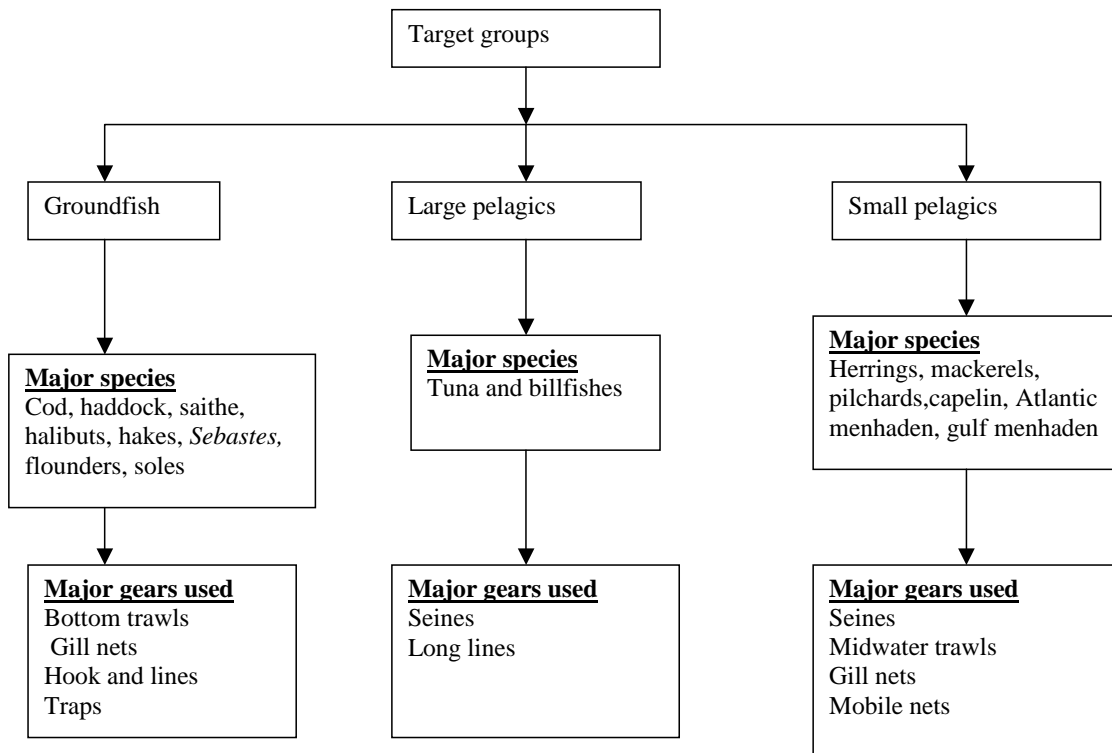 Target groups
Groundfish
Large pelagics
Small pelagics
Major species
Cod, haddock, saithe,
halibuts, hakes, Sebastes,
flounders, soles
Major species
Tuna and billfishes
Major species
Herrings, mackerels,
pilchards,capelin, Atlantic
menhaden, gulf menhaden
Major gears used
Bottom trawls
Gill nets
Hook and lines
Traps
Major gears used
Seines
Long lines
Major gears used
Seines
Midwater trawls
Gill nets
Mobile nets